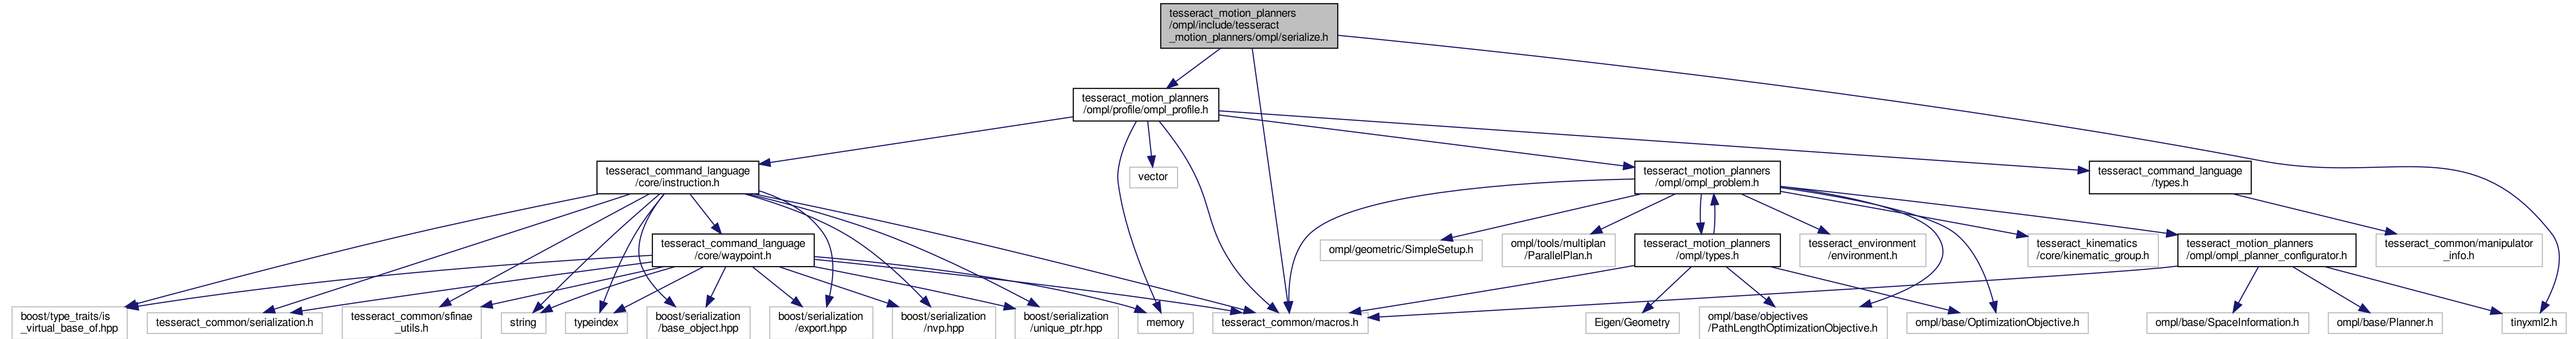 tesseract_motion_planners
/ompl/include/tesseract
_motion_planners/ompl/serialize.h
tesseract_motion_planners
/ompl/profile/ompl_profile.h
tesseract_command_language
/core/instruction.h
vector
tesseract_motion_planners
/ompl/ompl_problem.h
tesseract_command_language
/types.h
tesseract_command_language
/core/waypoint.h
ompl/geometric/SimpleSetup.h
ompl/tools/multiplan
/ParallelPlan.h
tesseract_motion_planners
/ompl/types.h
tesseract_environment
/environment.h
tesseract_kinematics
/core/kinematic_group.h
tesseract_motion_planners
/ompl/ompl_planner_configurator.h
tesseract_common/manipulator
_info.h
boost/type_traits/is
_virtual_base_of.hpp
tesseract_common/serialization.h
tesseract_common/sfinae
_utils.h
string
typeindex
boost/serialization
/base_object.hpp
boost/serialization
/export.hpp
boost/serialization
/nvp.hpp
boost/serialization
/unique_ptr.hpp
memory
tesseract_common/macros.h
Eigen/Geometry
ompl/base/objectives
/PathLengthOptimizationObjective.h
ompl/base/OptimizationObjective.h
ompl/base/SpaceInformation.h
ompl/base/Planner.h
tinyxml2.h